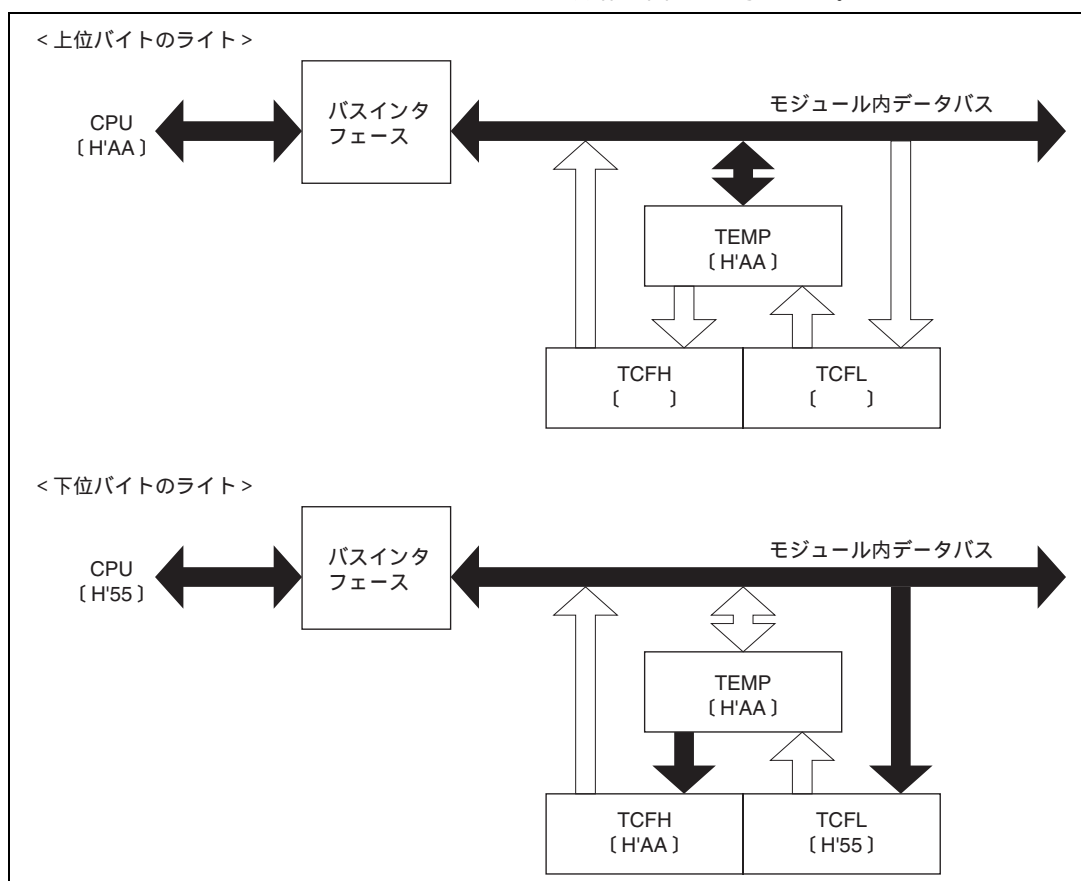 <上位バイトのライト>
CPU
〔H'AA〕
バスインタ
フェース
モジュール内データバス
TEMP
〔H'AA〕
TCFH
〔 〕
TCFL
〔 〕
<下位バイトのライト>
CPU
〔H'55〕
バスインタ
フェース
モジュール内データバス
TEMP
〔H'AA〕
TCFH
〔H'AA〕
TCFL
〔H'55〕